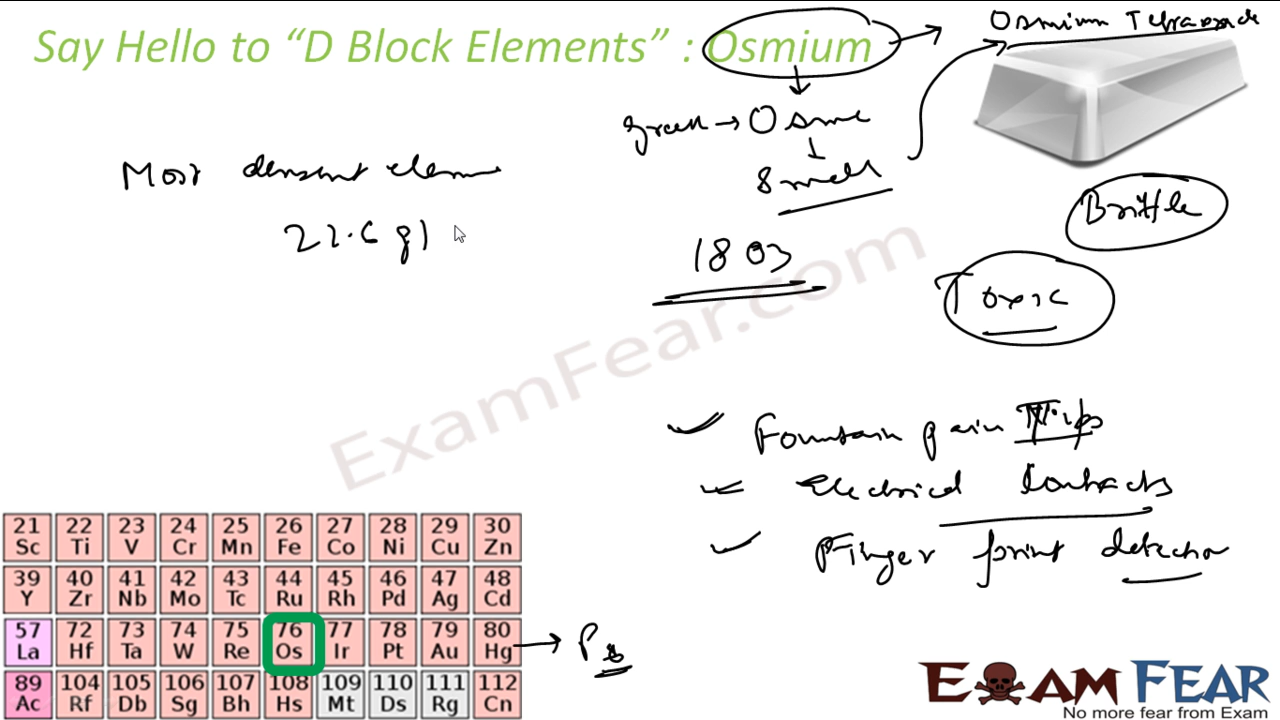 Say Hello to “D Block Elements” : Osmium
Osmium Tetraoxide
Greek → Osme
Smell
Most densest eleme
22.6 g/
1803
Brittle
Toxic
ExamFear.com
Fountain pain Tips
Electrical Contacts
Finger print detection
21 22 23 24 25 26 27 28 29 30
Sc Ti V Cr Mn Fe Co Ni Cu Zn
39 40 41 42 43 44 45 46 47 48
Y Zr Nb Mo Tc Ru Rh Pd Ag Cd
57 72 73 74 75 76 77 78 79 80
La Hf Ta W Re Os Ir Pt Au Hg → Pb
89 104 105 106 107 108 109 110 111 112
Ac Rf Db Sg Bh Hs Mt Ds Rg Cn
EXAM FEAR
No more fear from Exam